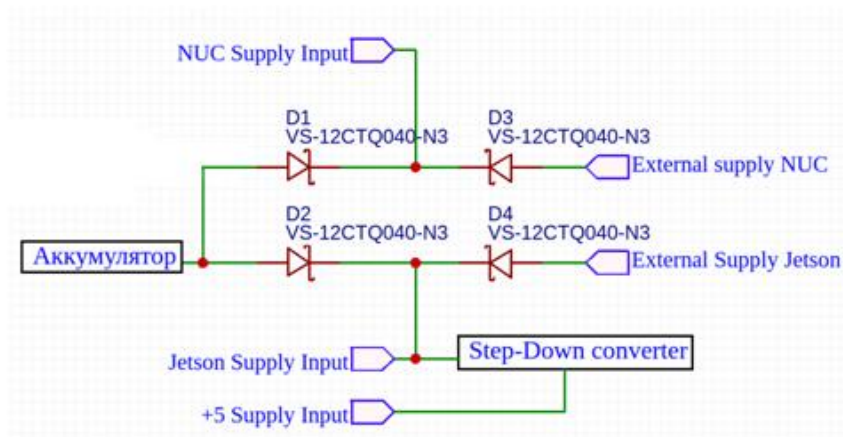 NUC Supply Input
D1
VS-12CTQ040-N3
D3
VS-12CTQ040-N3
External supply NUC
D2
VS-12CTQ040-N3
D4
VS-12CTQ040-N3
Аккумулятор
External Supply Jetson
Jetson Supply Input
Step-Down converter
+5 Supply Input